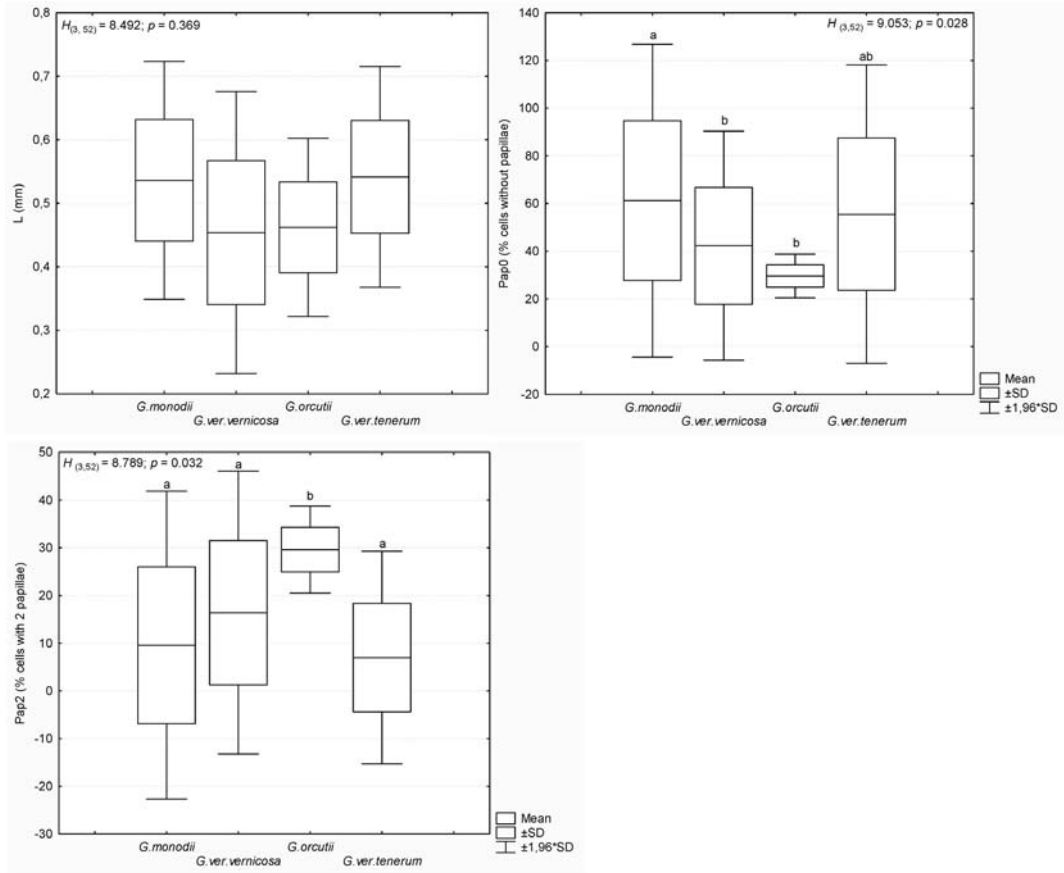 H (3, 52) = 8.492; p = 0.369
0,8
0,7
0,6
0,5
0,4
0,3
0,2
L (mm)
G.monodii
G.ver.vernicosa
G.orcutii
G.ver.tenerum
H (3,52) = 9.053; p = 0.028
140
120
100
80
60
40
20
0
-20
Pap0 (% cells without papillae)
a
b
b
ab
G.monodii
G.ver.vernicosa
G.orcutii
G.ver.tenerum
Mean
±SD
±1,96*SD
H (3,52) = 8.789; p = 0.032
50
40
30
20
10
0
-10
-20
-30
Pap2 (% cells with 2 papillae)
a
a
b
a
G.monodii
G.ver.vernicosa
G.orcutii
G.ver.tenerum
Mean
±SD
±1,96*SD